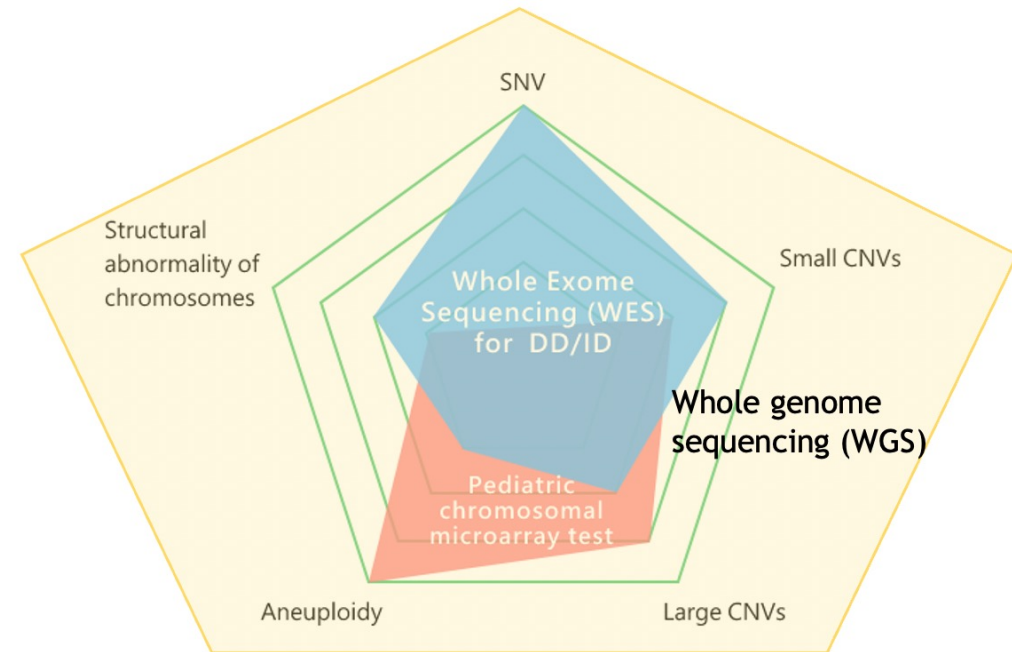 SNV
Structural
abnormality of
chromosomes
Small CNVs
Whole Exome
Sequencing (WES)
for DD/ID
Whole genome
sequencing (WGS)
Pediatric
chromosomal
microarray test
Aneuploidy
Large CNVs